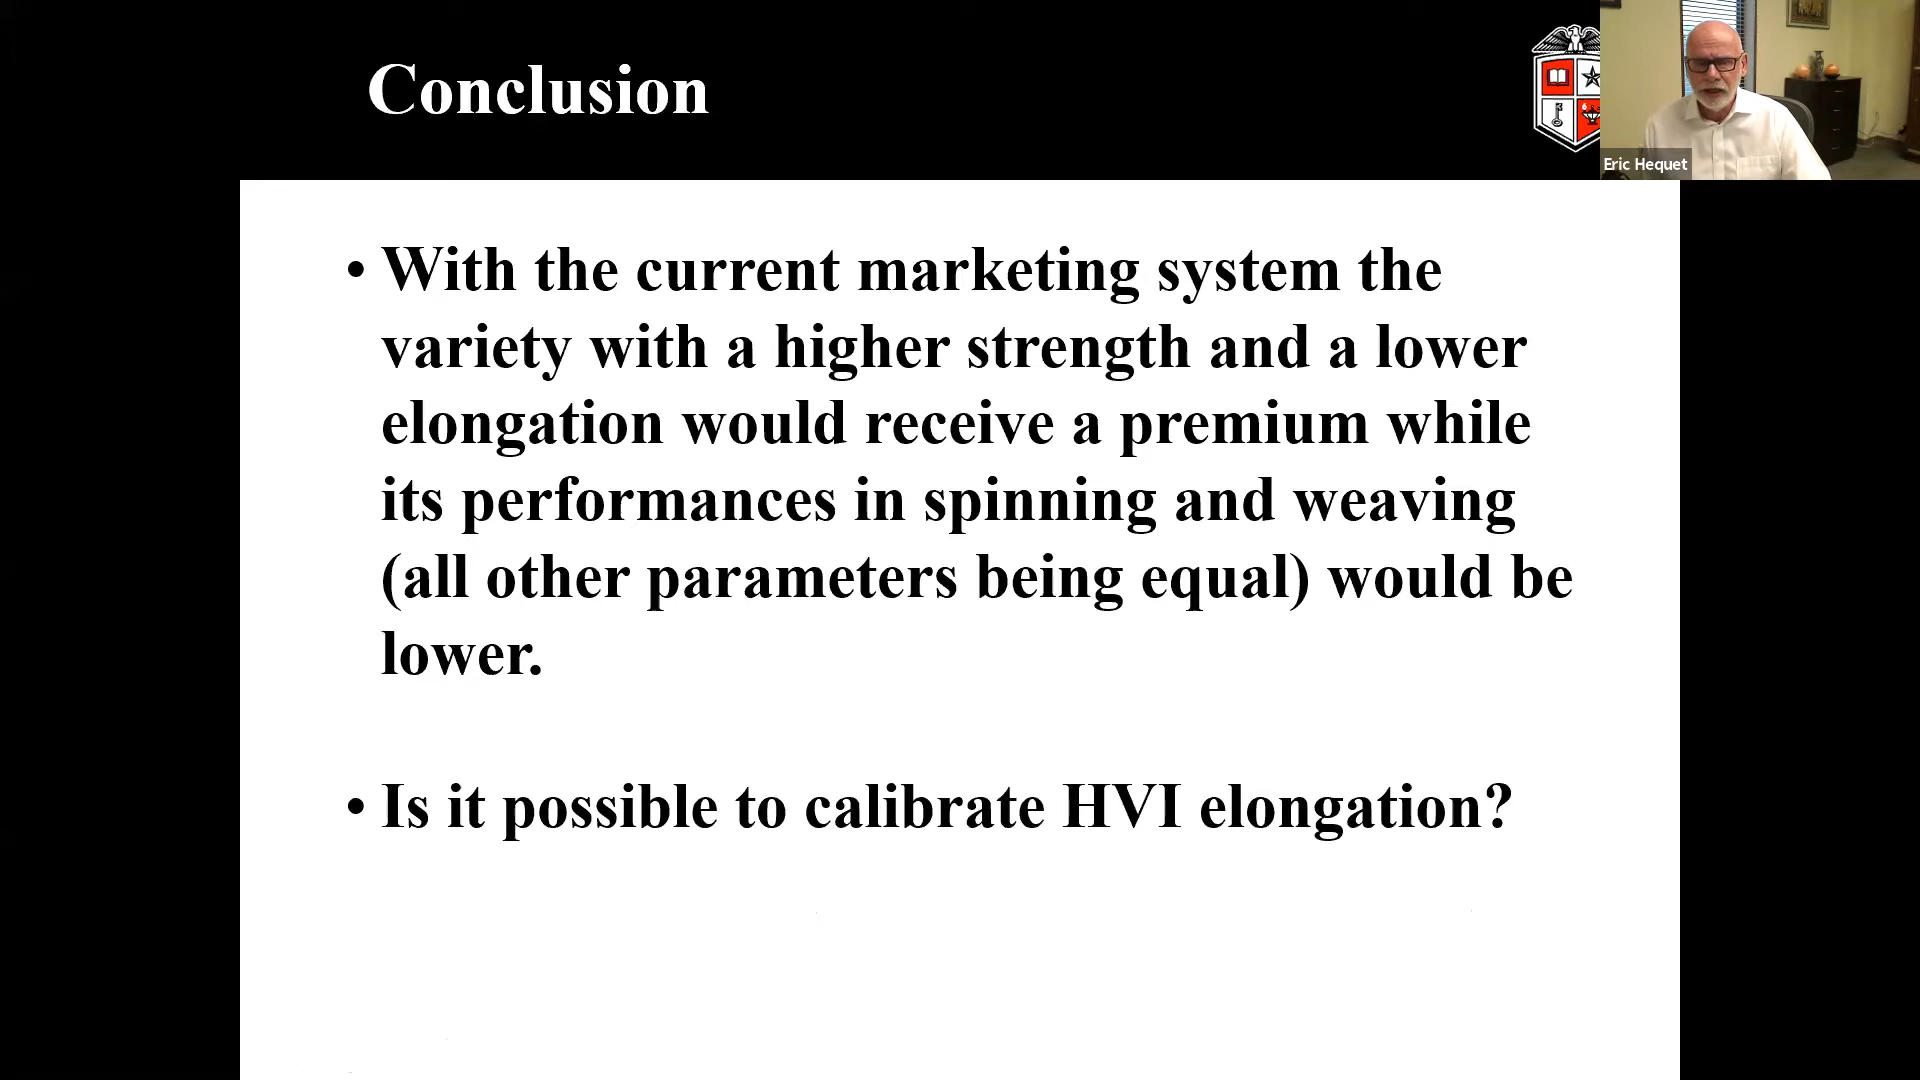 Conclusion
Eric Hequet
• With the current marketing system the
variety with a higher strength and a lower
elongation would receive a premium while
its performances in spinning and weaving
(all other parameters being equal) would be
lower.
• Is it possible to calibrate HVI elongation?